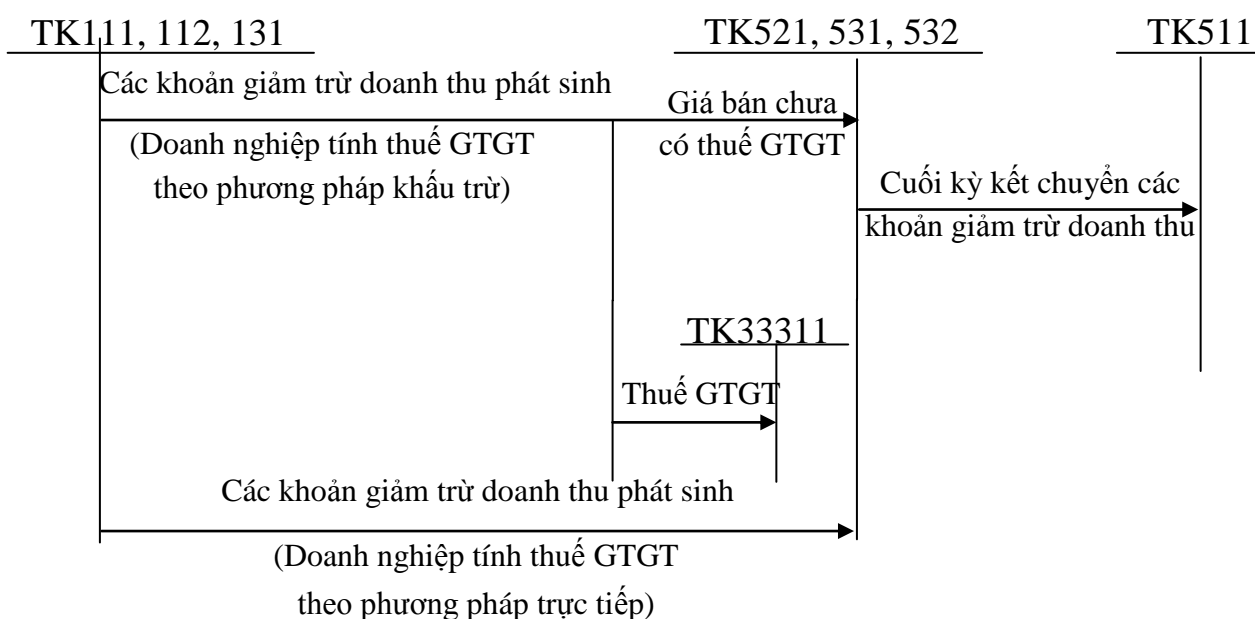 TK111, 112, 131
TK521, 531, 532
TK511
Các khoản giảm trừ doanh thu phát sinh
Giá bán chưa
có thuế GTGT
(Doanh nghiệp tính thuế GTGT
theo phương pháp khấu trừ)
Cuối kỳ kết chuyển các
khoản giảm trừ doanh thu
TK33311
Thuế GTGT
Các khoản giảm trừ doanh thu phát sinh
(Doanh nghiệp tính thuế GTGT
theo phương pháp trực tiếp)